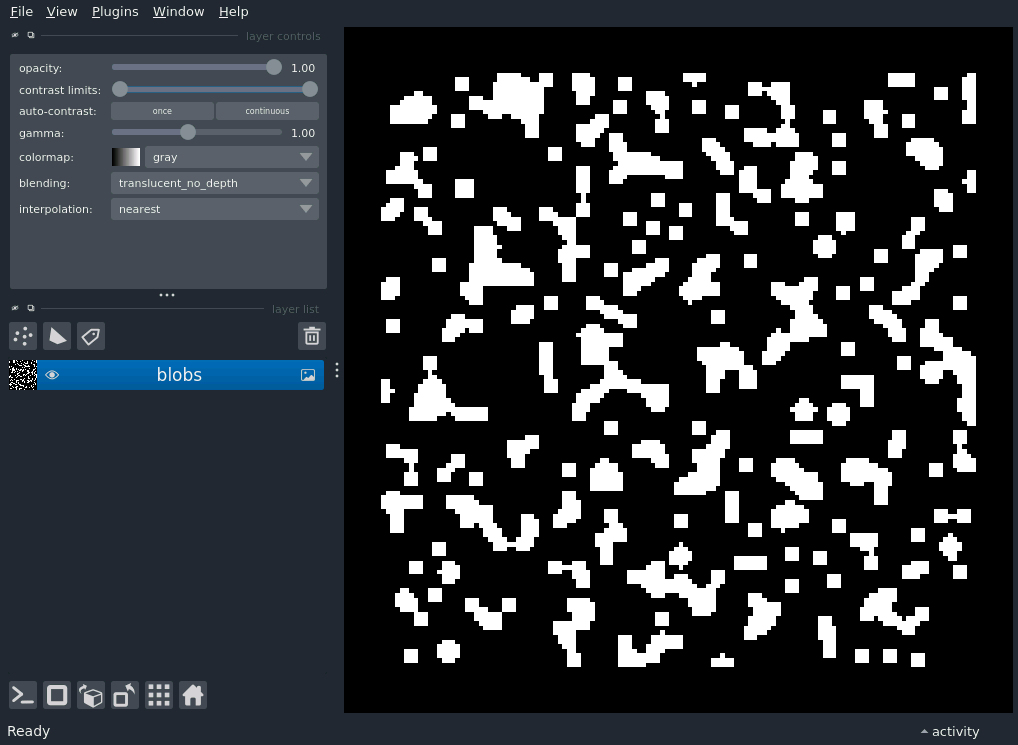 File View Plugins Window Help
layer controls
opacity: 1.00
contrast limits:
auto-contrast: once continuous
gamma: 1.00
colormap: gray
blending: translucent_no_depth
interpolation: nearest
layer list
blobs
Ready
activity